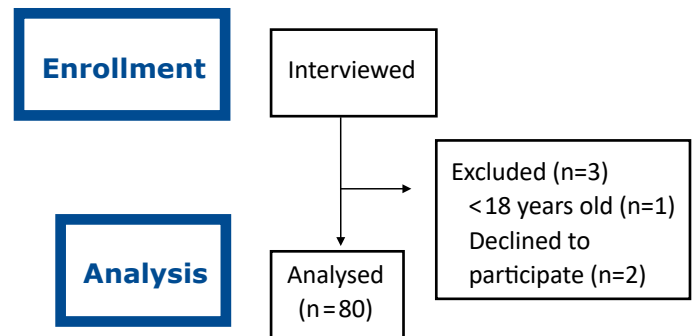 Enrollment
Interviewed
Excluded (n=3)
<18 years old (n=1)
Declined to
participate (n=2)
Analysis
Analysed
(n=80)